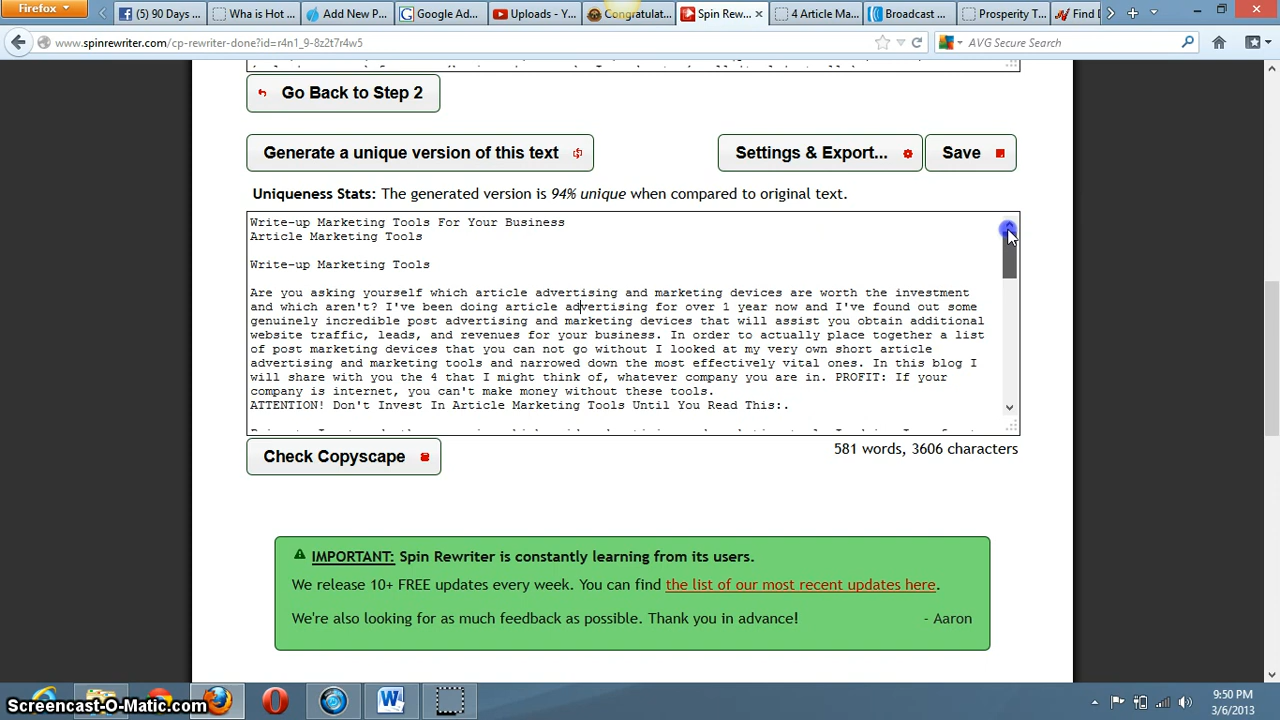 Firefox
(5) 90 Days ...
Wha is Hot ...
Add New P...
Google Ad...
Uploads - Y...
Congratulat...
Spin Rew...
4 Article Ma...
Broadcast ...
Prosperity T...
Find D
www.spinrewriter.com/cp-rewriter-done?id=r4n1_9-8z2t7r4w5
AVG Secure Search
Go Back to Step 2
Generate a unique version of this text
Settings & Export...
Save
Uniqueness Stats: The generated version is 94% unique when compared to original text.
Write-up Marketing Tools For Your Business
Article Marketing Tools
Write-up Marketing Tools
Are you asking yourself which article advertising and marketing devices are worth the investment
and which aren't? I've been doing article advertising for over 1 year now and I've found out some
genuinely incredible post advertising and marketing devices that will assist you obtain additional
website traffic, leads, and revenues for your business. In order to actually place together a list
of post marketing devices that you can not go without I looked at my very own short article
advertising and marketing tools and narrowed down the most effectively vital ones. In this blog I
will share with you the 4 that I might think of, whatever company you are in. PROFIT: If your
company is internet, you can't make money without these tools.
ATTENTION! Don't Invest In Article Marketing Tools Until You Read This:.
581 words, 3606 characters
Check Copyscape
IMPORTANT: Spin Rewriter is constantly learning from its users.
We release 10+ FREE updates every week. You can find the list of our most recent updates here.
We're also looking for as much feedback as possible. Thank you in advance!
- Aaron
Screencast-O-Matic.com
9:50 PM
3/6/2013